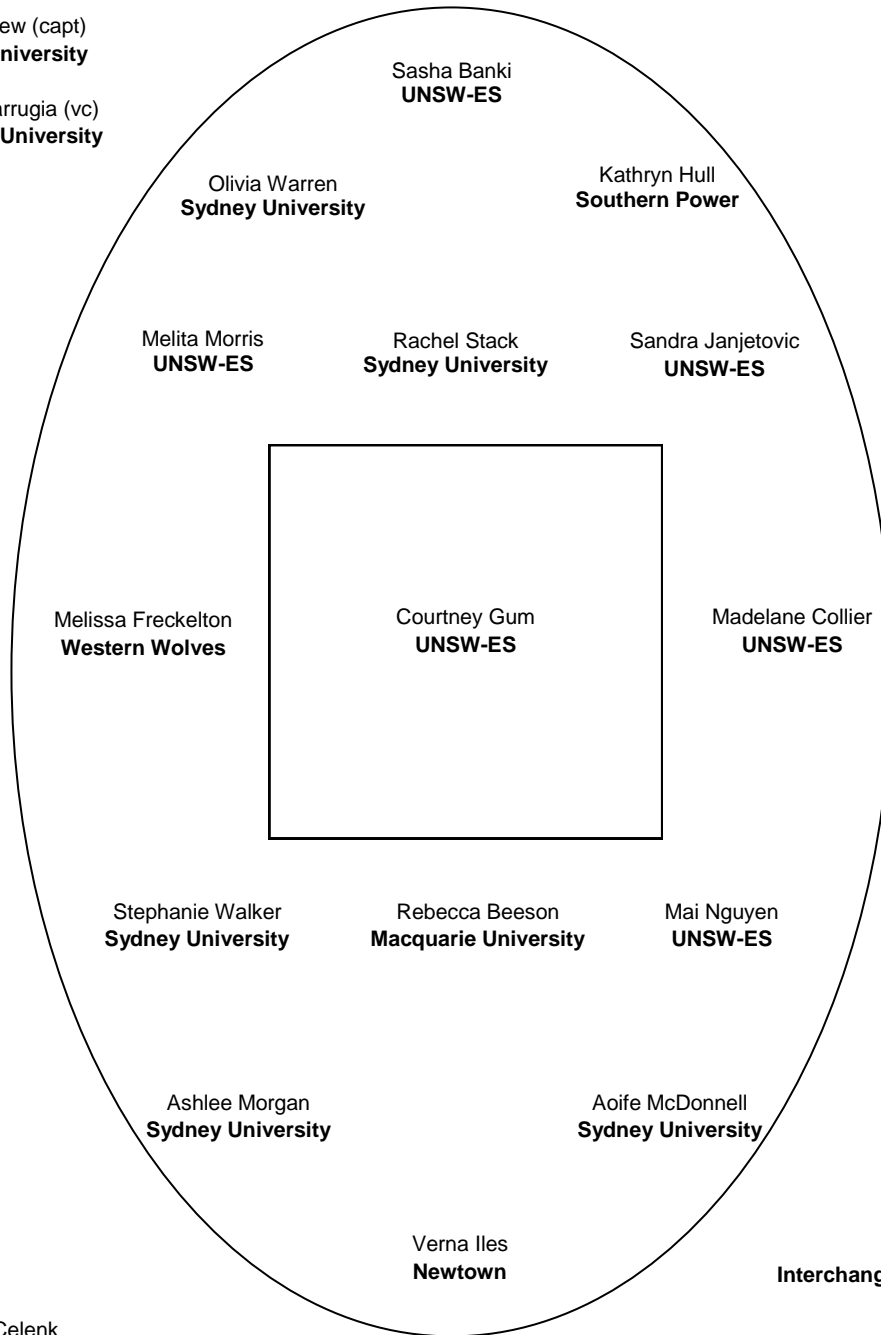 ew (capt)
niversity
Sasha Banki
UNSW-ES
arrugia (vc)
University
Olivia Warren
Sydney University
Kathryn Hull
Southern Power
Melita Morris
UNSW-ES
Rachel Stack
Sydney University
Sandra Janjetovic
UNSW-ES
Melissa Freckelton
Western Wolves
Courtney Gum
UNSW-ES
Madelane Collier
UNSW-ES
Stephanie Walker
Sydney University
Rebecca Beeson
Macquarie University
Mai Nguyen
UNSW-ES
Ashlee Morgan
Sydney University
Aoife McDonnell
Sydney University
Verna Iles
Newtown
Interchang
Celenk